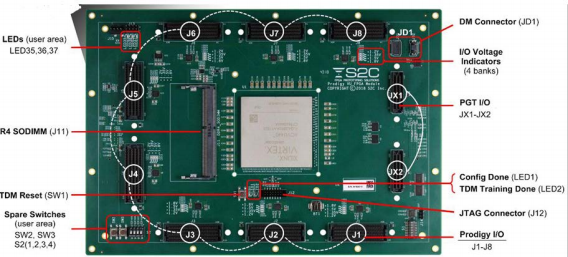 LEDs (user area)
LED35,36,37
J6
J7
J8
JD1
DM Connector (JD1)
I/O Voltage
Indicators
(4 banks)
S2C
Prodigy
J5
JX1
PGT I/O
JX1-JX2
R4 SODIMM (J11)
XILINX
VIRTEX
J4
JX2
Config Done (LED1)
TDM Training Done (LED2)
TDM Reset (SW1)
JTAG Connector (J12)
Spare Switches
(user area)
SW2, SW3
S2(1,2,3,4)
J3
J2
J1
Prodigy I/O
J1-J8